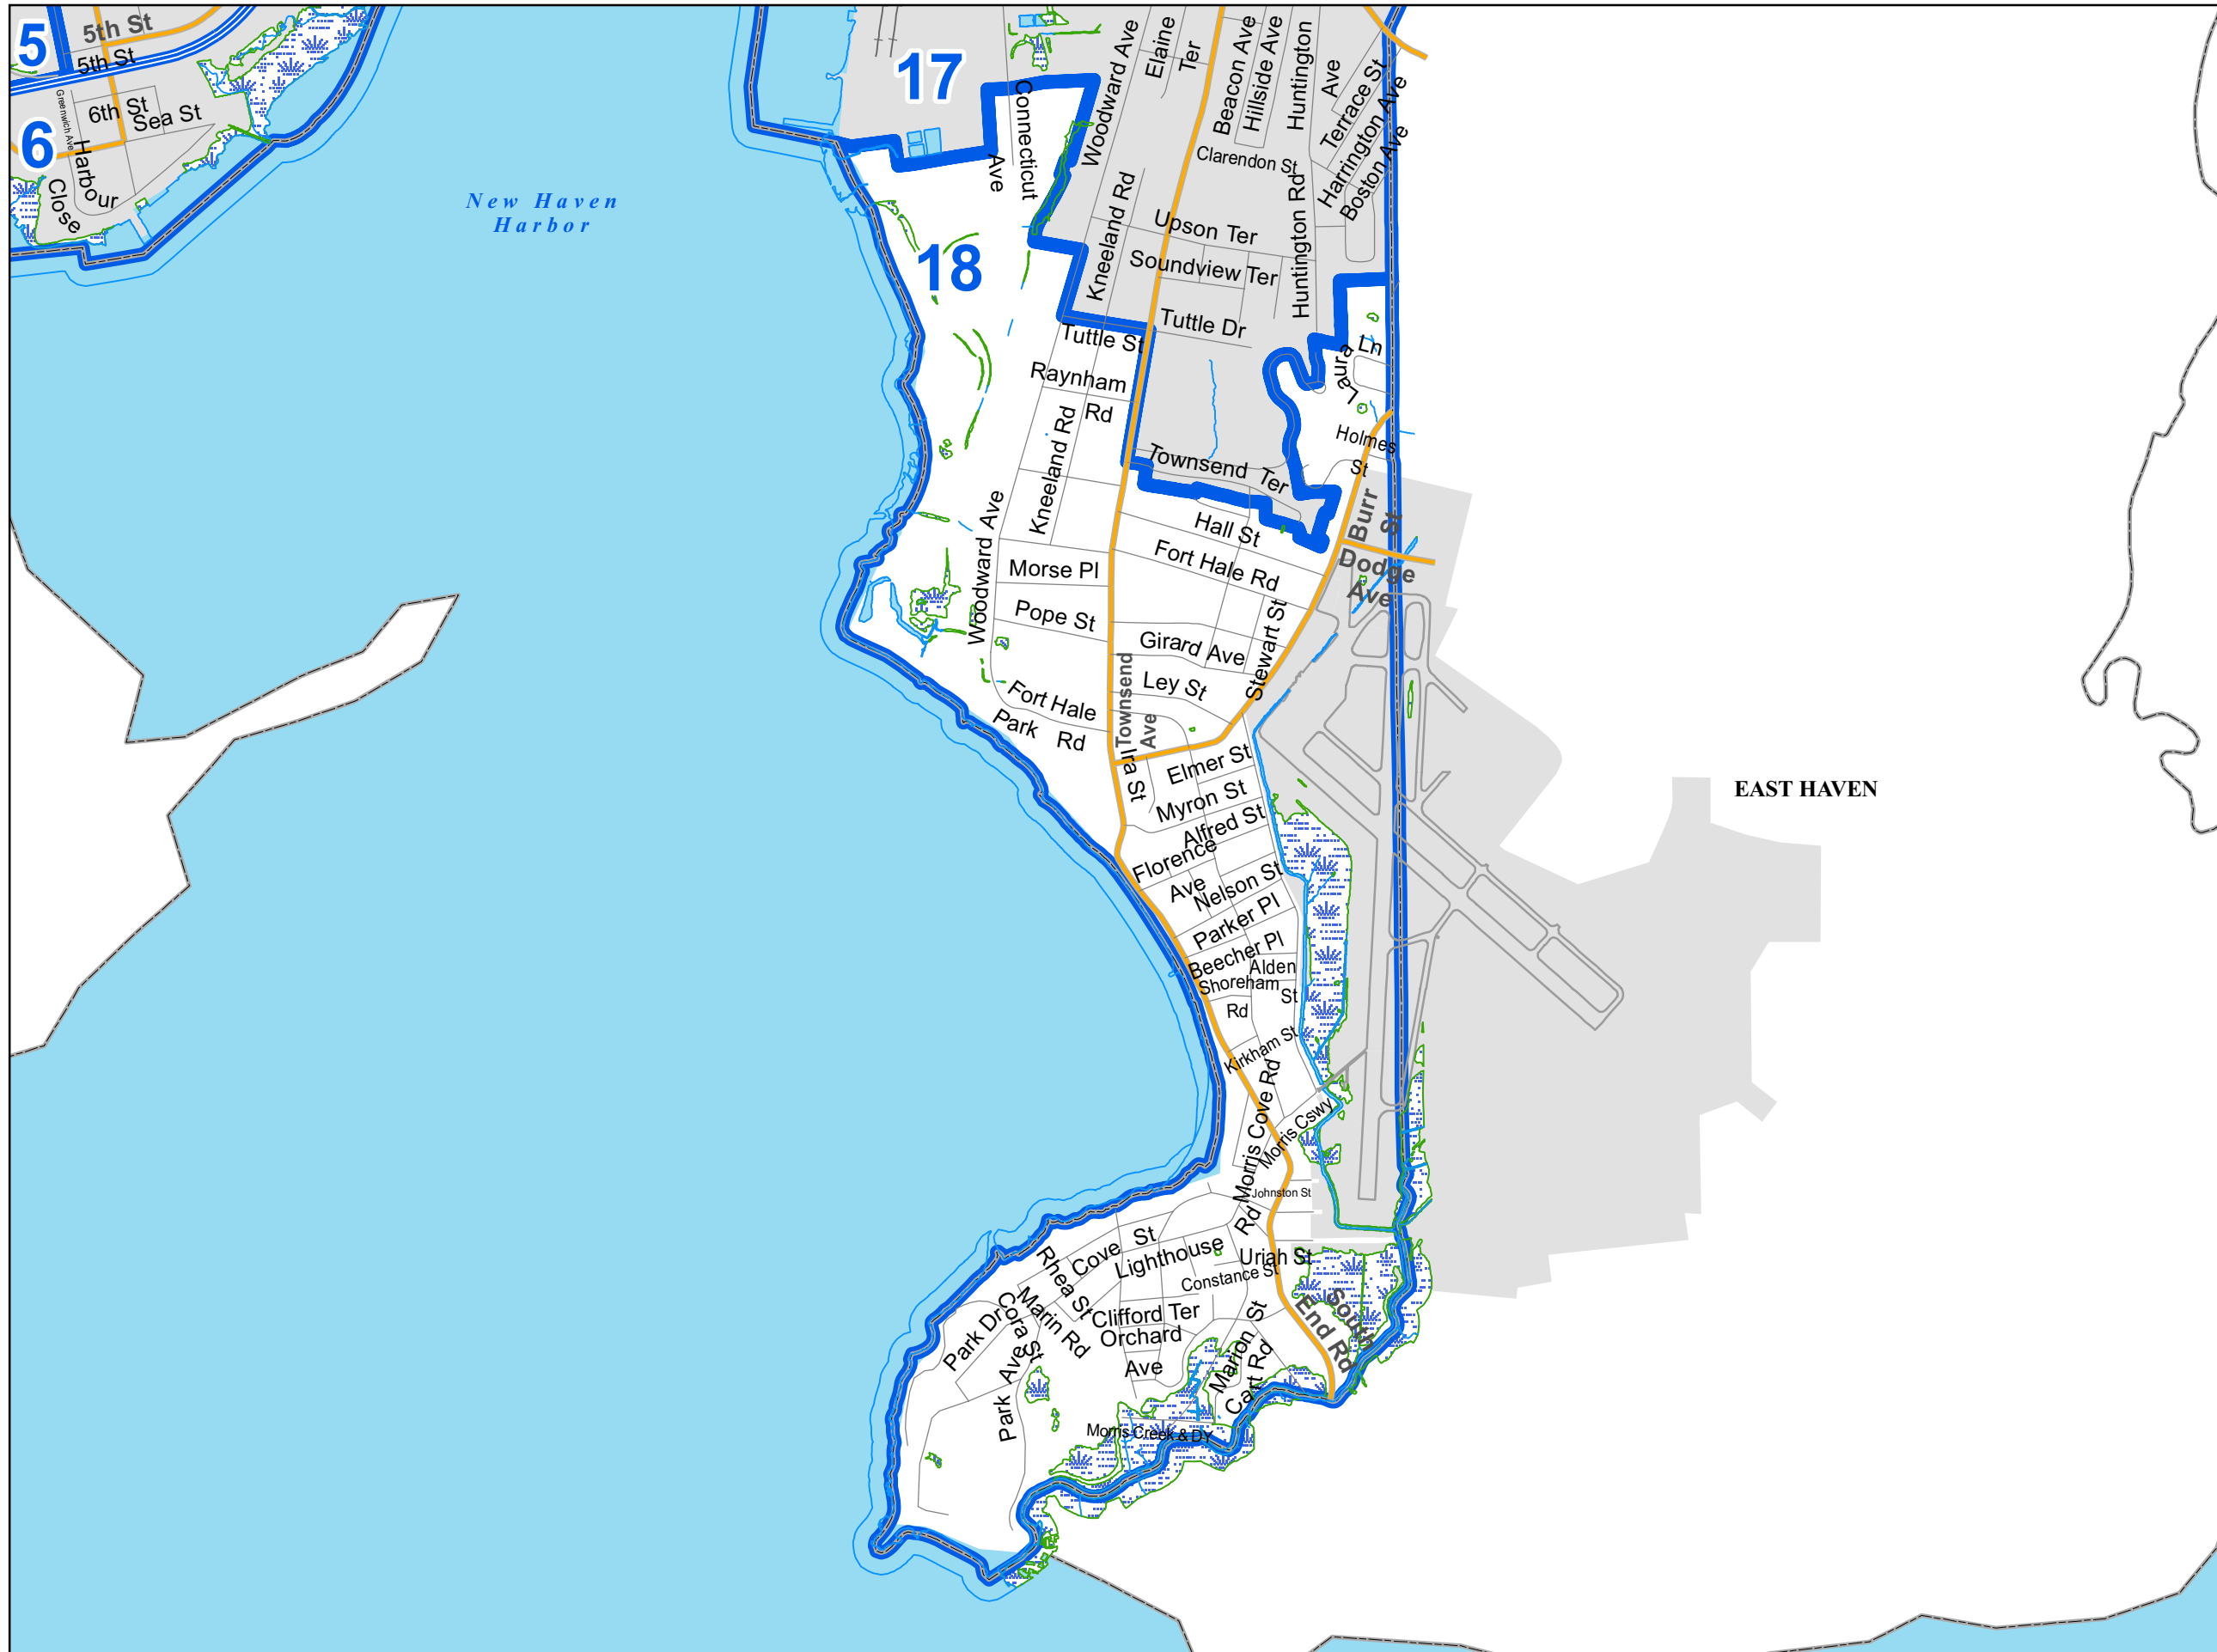 5
5th St
5th St
6th St
Sea St
Greenwich Ave
6
Harbour
Close
New Haven
Harbor
17
18
Connecticut
Ave
Woodward Ave
Elaine
Ter
Beacon Ave
Hillside Ave
Huntington
Ave
Terrace St
Harrington Ave
Boston Ave
Clarendon St
Kneeland Rd
Upson Ter
Huntington Rd
Soundview Ter
Tuttle Dr
Tuttle St
Laura
Ln
La
Raynham
Rd
Kneeland Rd
Holmes
St
Townsend Ter
Burr
St
Hall St
Woodward Ave
Fort Hale Rd
Dodge
Ave
Morse Pl
Pope St
Stewart St
Girard Ave
Ley St
Townsend
Ave
Fort Hale
Park Rd
Ira St
Elmer St
Myron St
Alfred St
EAST HAVEN
Florence
Ave
Nelson St
Parker Pl
Beecher Pl
Alden
St
Shoreham
Rd
Kirkham St
Morris Cove Rd
Morris Cswy
Morris Cove
Rd
Johnston St
Cove St
Lighthouse
Uriah St
Constance St
Rhea St
Marin Rd
Cora St
Park Dr
Clifford Ter
Orchard
Ave
Marion St
Cart Rd
South
End Rd
Park Ave
Morris Creek & DY